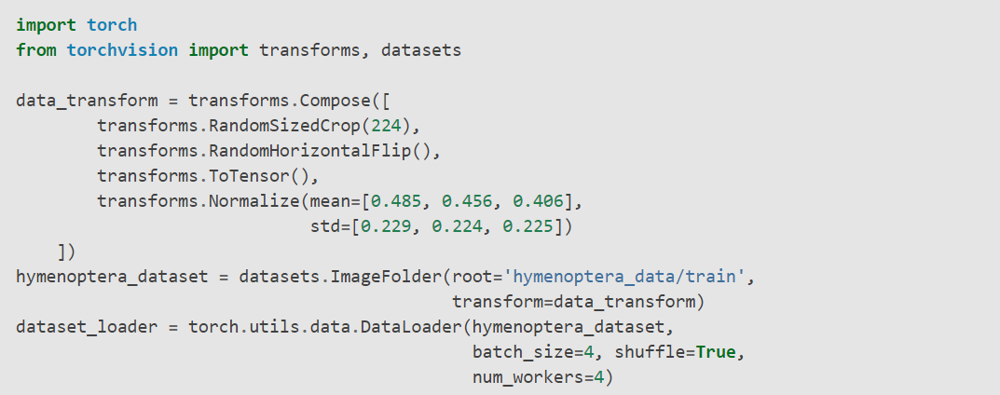 import torch
from torchvision import transforms, datasets

data_transform = transforms.Compose([
        transforms.RandomSizedCrop(224),
        transforms.RandomHorizontalFlip(),
        transforms.ToTensor(),
        transforms.Normalize(mean=[0.485, 0.456, 0.406],
                             std=[0.229, 0.224, 0.225])
    ])
hymenoptera_dataset = datasets.ImageFolder(root='hymenoptera_data/train',
                                           transform=data_transform)
dataset_loader = torch.utils.data.DataLoader(hymenoptera_dataset,
                                             batch_size=4, shuffle=True,
                                             num_workers=4)